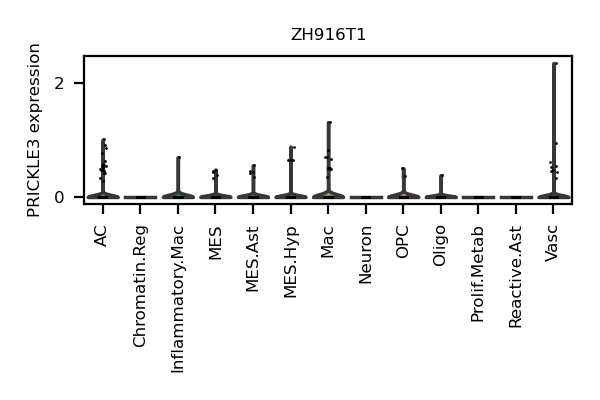 ZH916T1
PRICKLE3 expression
2
0
AC
Chromatin.Reg
Inflammatory.Mac
MES
MES.Ast
MES.Hyp
Mac
Neuron
OPC
Oligo
Prolif.Metab
Reactive.Ast
Vasc